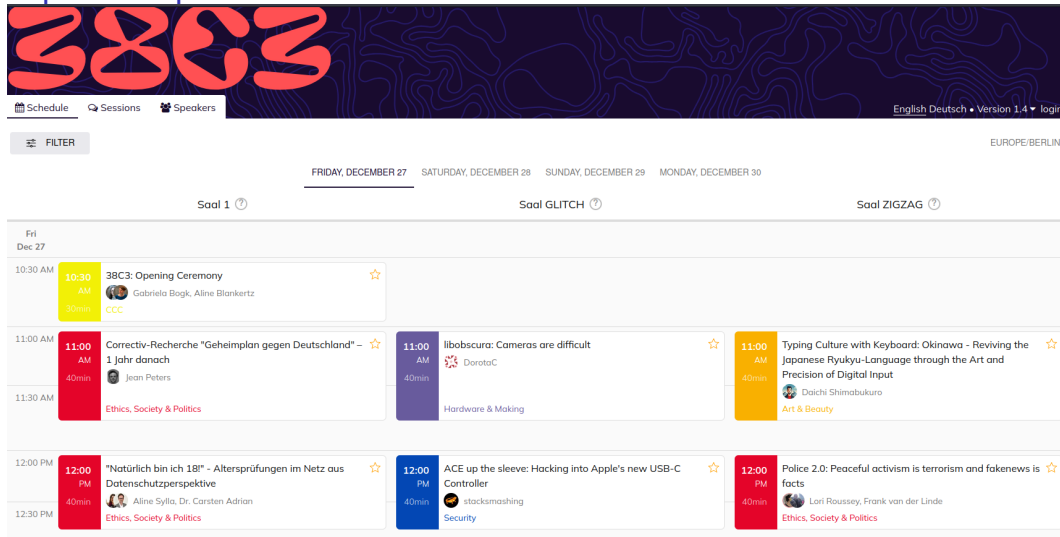 38C3
Schedule Sessions Speakers
English Deutsch • Version 1.4 login
FILTER
EUROPE/BERLIN
FRIDAY, DECEMBER 27 SATURDAY, DECEMBER 28 SUNDAY, DECEMBER 29 MONDAY, DECEMBER 30
Saal 1 ? Saal GLITCH ? Saal ZIGZAG ?
Fri
Dec 27
10:30 AM
10:30
AM
30min
38C3: Opening Ceremony
Gabriela Bogk, Aline Blankertz
CCC
11:00 AM
11:00
AM
40min
Correctiv-Recherche "Geheimplan gegen Deutschland" –
1 Jahr danach
Jean Peters
Ethics, Society & Politics
11:00
AM
40min
libobscura: Cameras are difficult
DorotaC
Hardware & Making
11:00
AM
40min
Typing Culture with Keyboard: Okinawa - Reviving the
Japanese Ryukyu-Language through the Art and
Precision of Digital Input
Daichi Shimabukuro
Art & Beauty
11:30 AM
12:00 PM
12:00
PM
40min
"Natürlich bin ich 18!" - Altersprüfungen im Netz aus
Datenschutzperspektive
Aline Sylla, Dr. Carsten Adrian
Ethics, Society & Politics
12:00
PM
40min
ACE up the sleeve: Hacking into Apple's new USB-C
Controller
stacksmashing
Security
12:00
PM
40min
Police 2.0: Peaceful activism is terrorism and fakenews is
facts
Lori Roussey, Frank van der Linde
Ethics, Society & Politics
12:30 PM